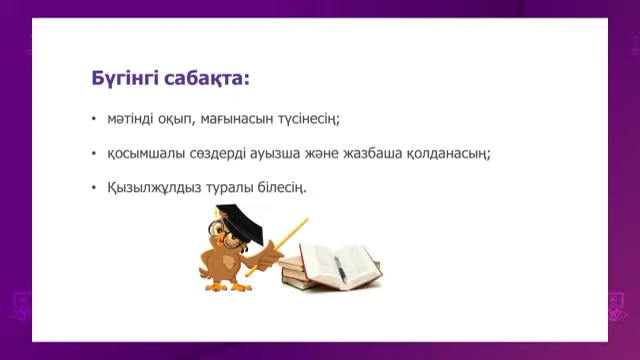 Бүгінгі сабақта:
• мәтінді оқып, мағынасын түсінесің;
• қосымшалы сөздерді ауызша және жазбаша қолданасың;
• Қызылжұлдыз туралы білесің.